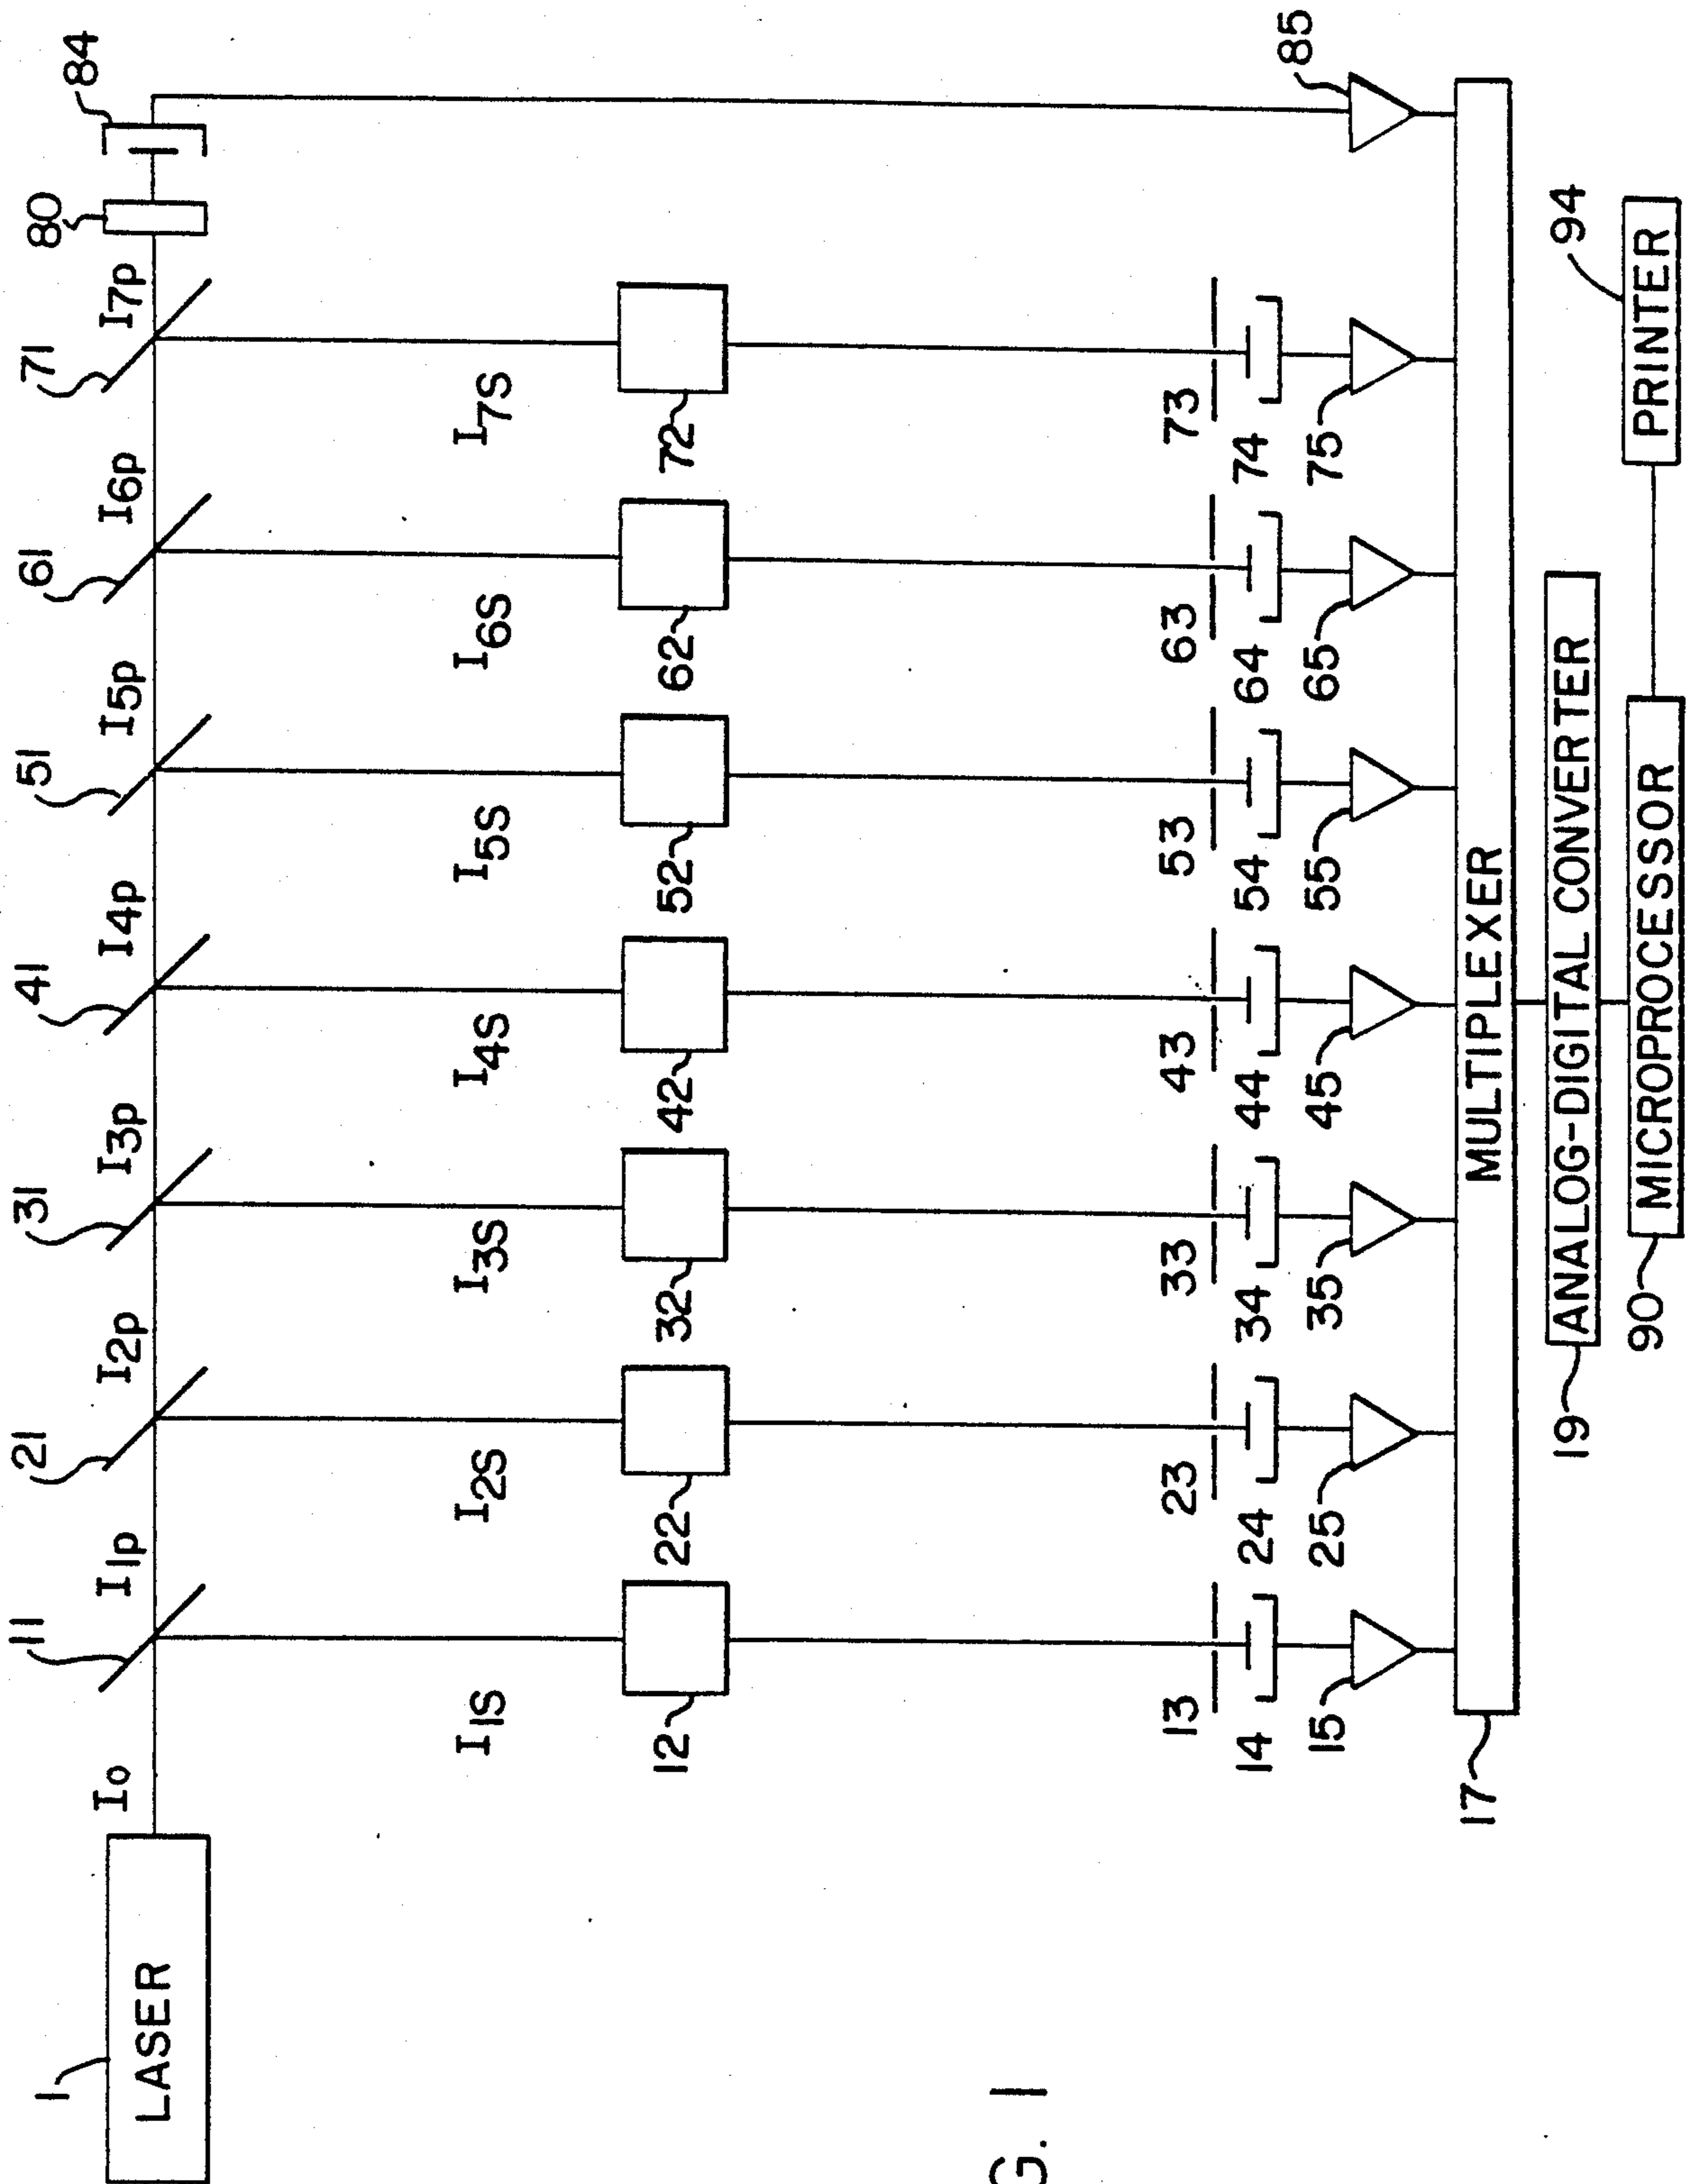 1
LASER
I0
11
I1p
21
I2p
31
I3p
41
I4p
51
I5p
61
I6p
71
I7p
80
84
I1S
I2S
I3S
I4S
I5S
I6S
I7S
12
22
32
42
52
62
72
13
23
33
43
53
63
73
14
24
34
44
54
64
74
15
25
35
45
55
65
75
85
17
MULTIPLEXER
19
ANALOG-DIGITAL CONVERTER
90
MICROPROCESSOR
94
PRINTER
G. 1